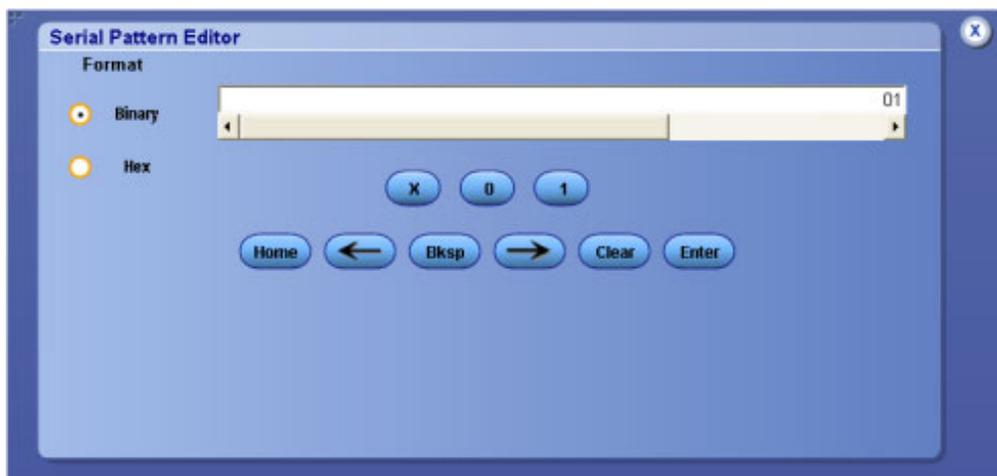 Serial Pattern Editor
X
Format
01
Binary
Hex
X 0 1
Home Bksp Clear Enter